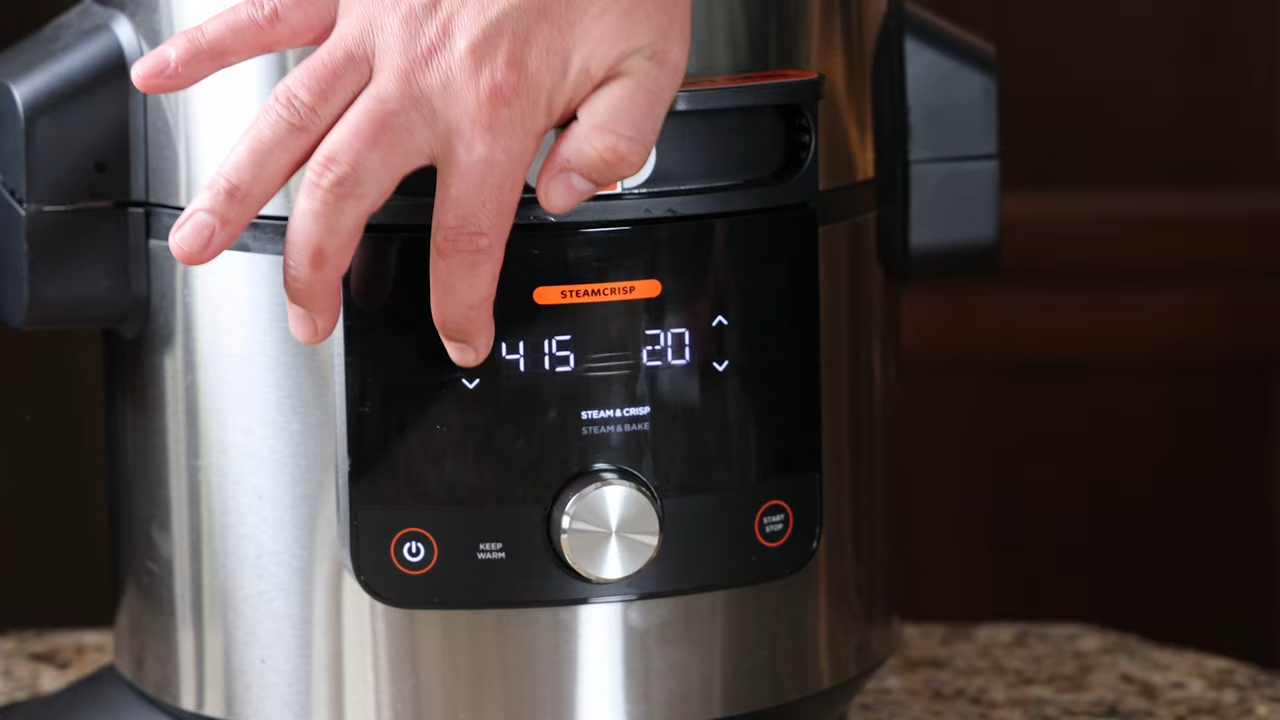 STEAMCRISP
415 20
STEAM & CRISP
STEAM & BAKE
KEEP
WARM
START
STOP